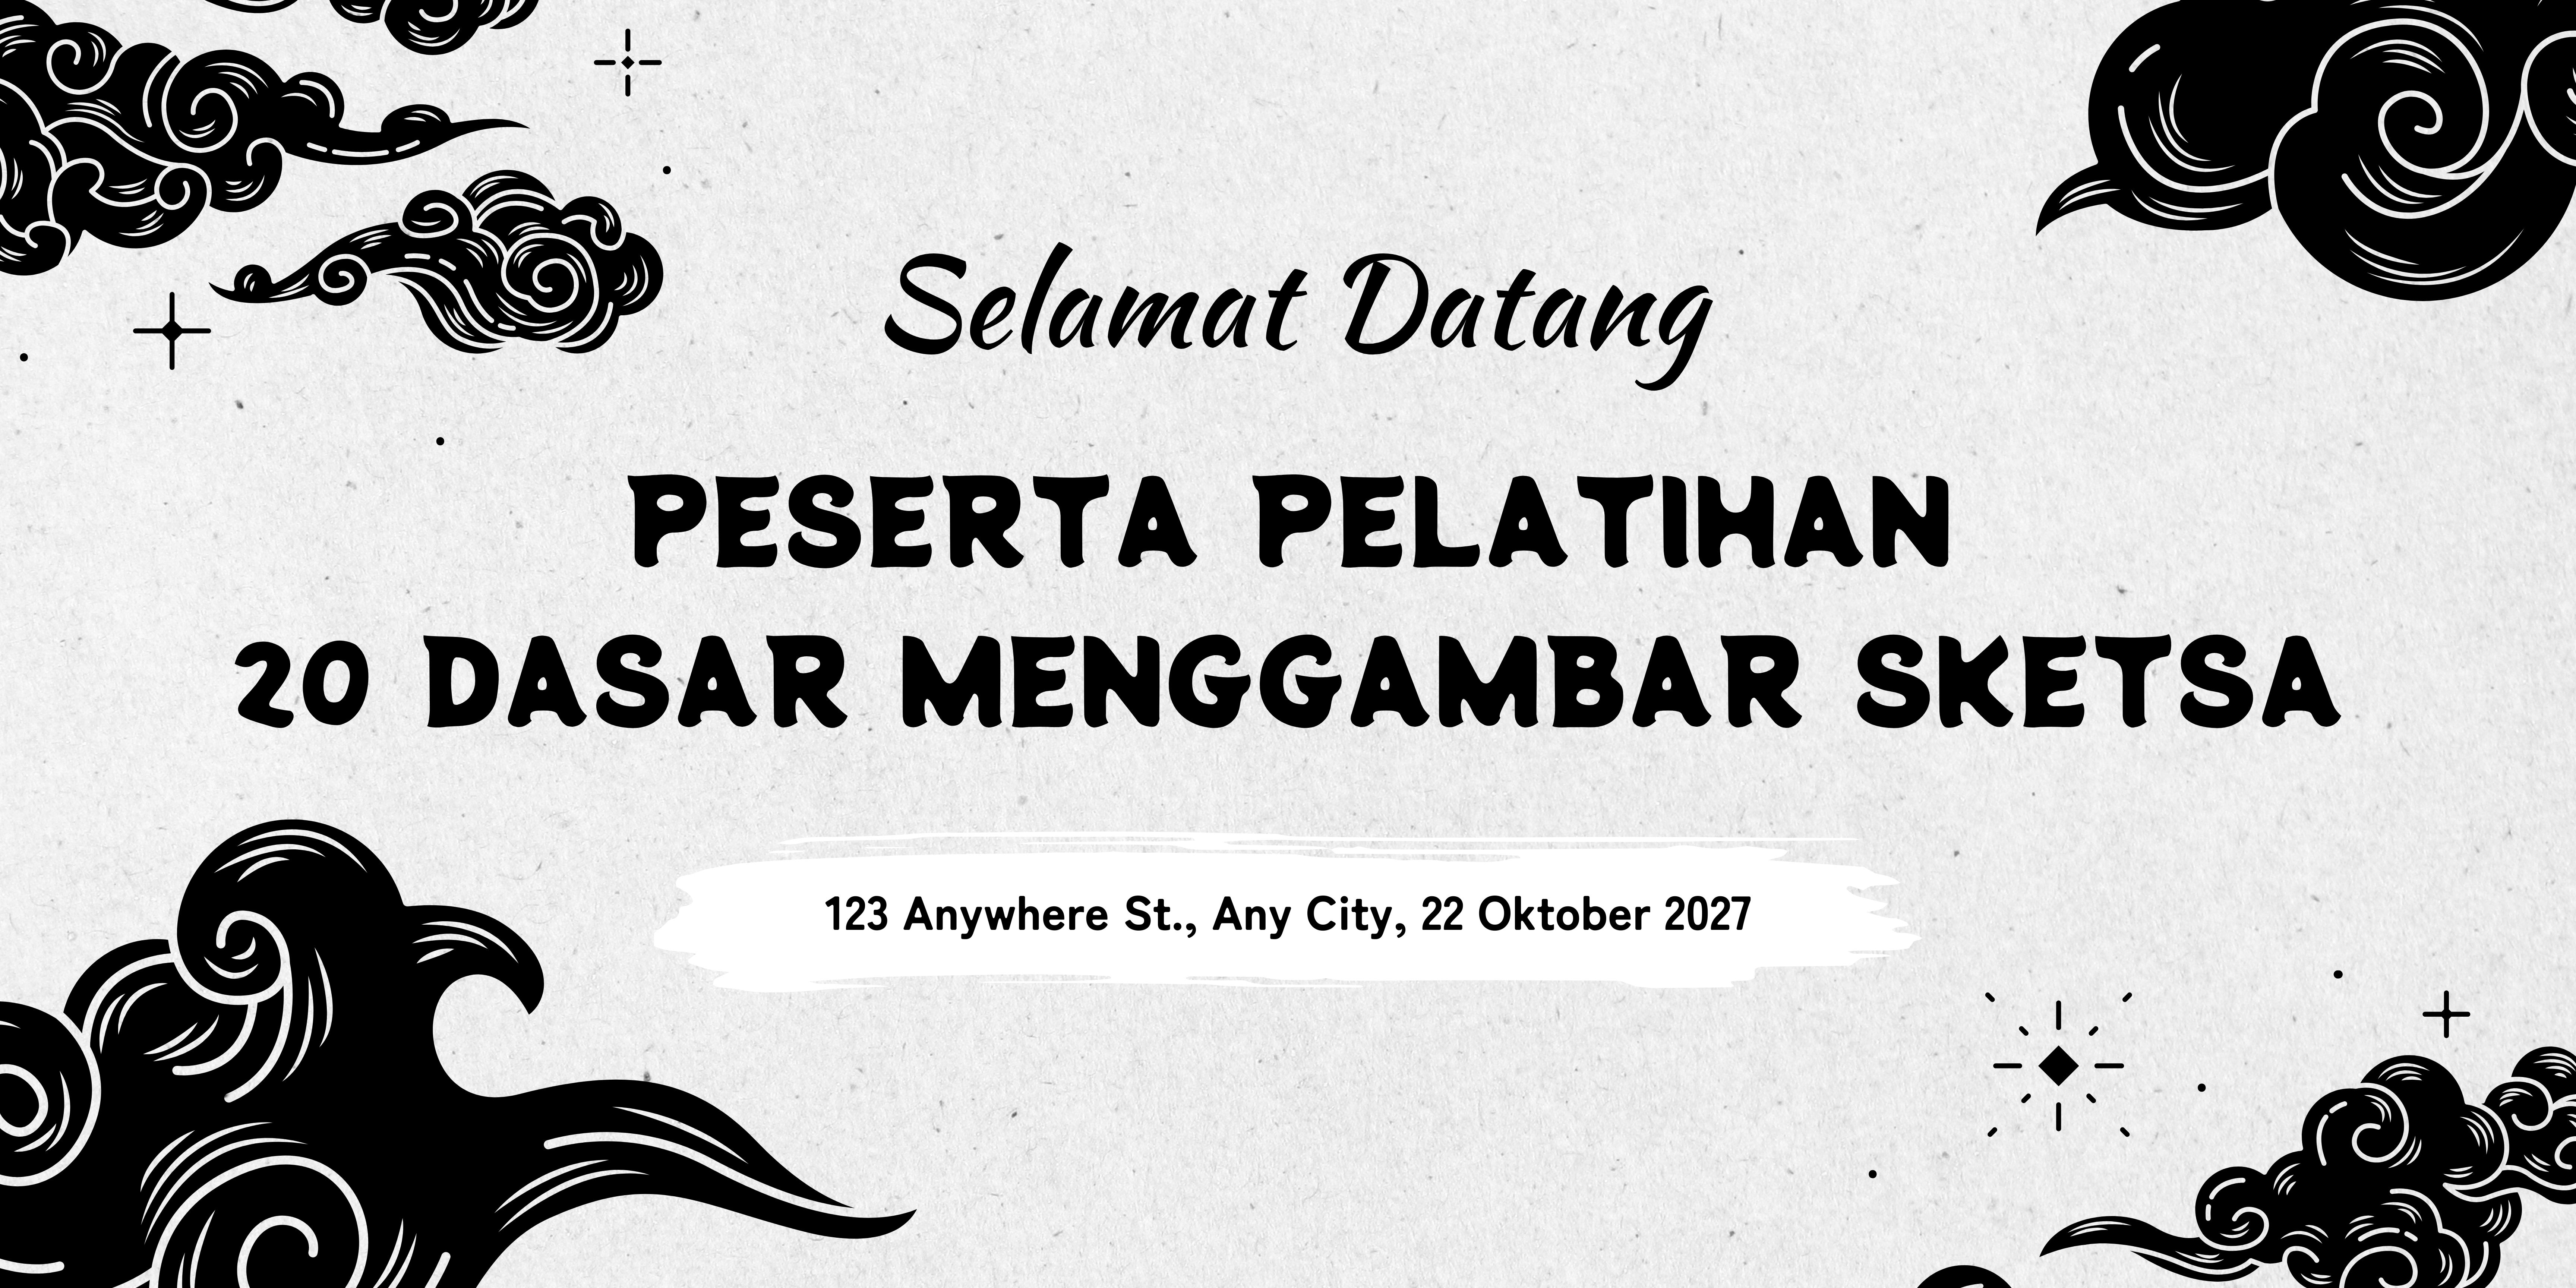 Selamat Datang
PESERTA PELATIHAN
20 DASAR MENGGAMBAR SKETSA
123 Anywhere St., Any City, 22 Oktober 2027